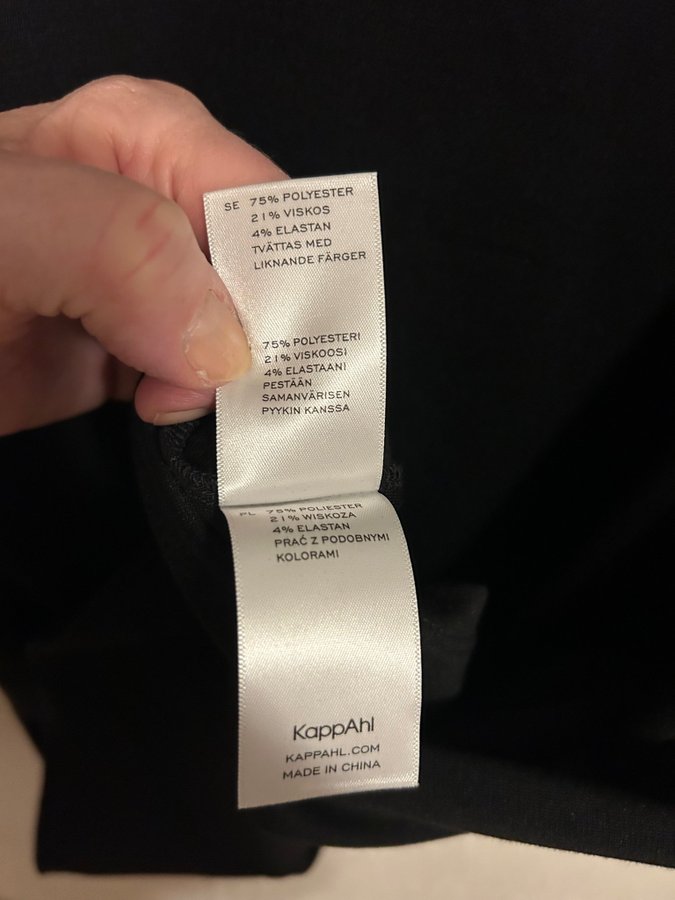 SE 75% POLYESTER
21% VISKOS
4% ELASTAN
TVÄTTAS MED
LIKNANDE FÄRGER
75% POLYESTERI
21% VISKOOSI
4% ELASTAANI
PESTÄÄN
SAMANVÄRISEN
PYYKIN KANSSA
PL 75% POLIESTER
21% WISKOZA
4% ELASTAN
PRAĆ Z PODOBNYMI
KOLORAMI
KappAhl
KAPPAHL.COM
MADE IN CHINA